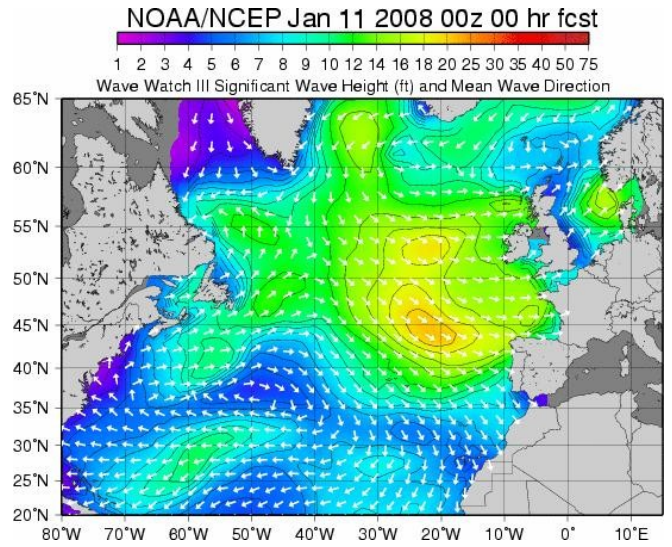 NOAA/NCEP Jan 11 2008 00z 00 hr fcst
1 2 3 4 5 6 7 8 9 10 12 14 16 18 20 25 30 35 40 50 75
Wave Watch III Significant Wave Height (ft) and Mean Wave Direction
65°N
60°N
55°N
50°N
45°N
40°N
35°N
30°N
25°N
20°N
80°W 70°W 60°W 50°W 40°W 30°W 20°W 10°W 0° 10°E